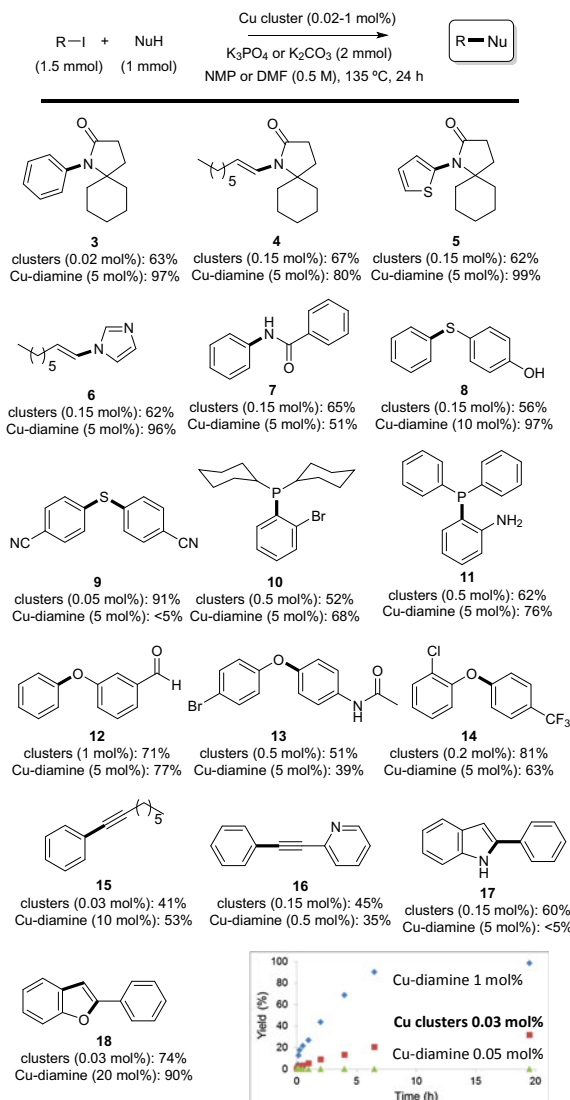 Cu cluster (0.02-1 mol%)
R–I + NuH
R–Nu
K3PO4 or K2CO3 (2 mmol)
(1.5 mmol) (1 mmol)
NMP or DMF (0.5 M), 135 ºC, 24 h
O
N
3
clusters (0.02 mol%): 63%
Cu-diamine (5 mol%): 97%
O
N
5
4
clusters (0.15 mol%): 67%
Cu-diamine (5 mol%): 80%
O
N
S
5
clusters (0.15 mol%): 62%
Cu-diamine (5 mol%): 99%
N
N
5
6
clusters (0.15 mol%): 62%
Cu-diamine (5 mol%): 96%
H
N
O
7
clusters (0.15 mol%): 65%
Cu-diamine (5 mol%): 51%
S
OH
8
clusters (0.15 mol%): 56%
Cu-diamine (10 mol%): 97%
S
NC
CN
9
clusters (0.05 mol%): 91%
Cu-diamine (5 mol%): <5%
P
Br
10
clusters (0.5 mol%): 52%
Cu-diamine (5 mol%): 68%
P
NH2
11
clusters (0.5 mol%): 62%
Cu-diamine (5 mol%): 76%
O
O
H
12
clusters (1 mol%): 71%
Cu-diamine (5 mol%): 77%
O
O
Br
N
H
13
clusters (0.5 mol%): 51%
Cu-diamine (5 mol%): 39%
Cl
O
CF3
14
clusters (0.2 mol%): 81%
Cu-diamine (5 mol%): 63%
5
15
clusters (0.03 mol%): 41%
Cu-diamine (10 mol%): 53%
N
16
clusters (0.15 mol%): 45%
Cu-diamine (0.5 mol%): 35%
N
H
17
clusters (0.15 mol%): 60%
Cu-diamine (5 mol%): <5%
O
18
clusters (0.03 mol%): 74%
Cu-diamine (20 mol%): 90%
Yield (%)
100
80
60
40
20
0
Cu-diamine 1 mol%
Cu clusters 0.03 mol%
Cu-diamine 0.05 mol%
0 5 10 15 20
Time (h)